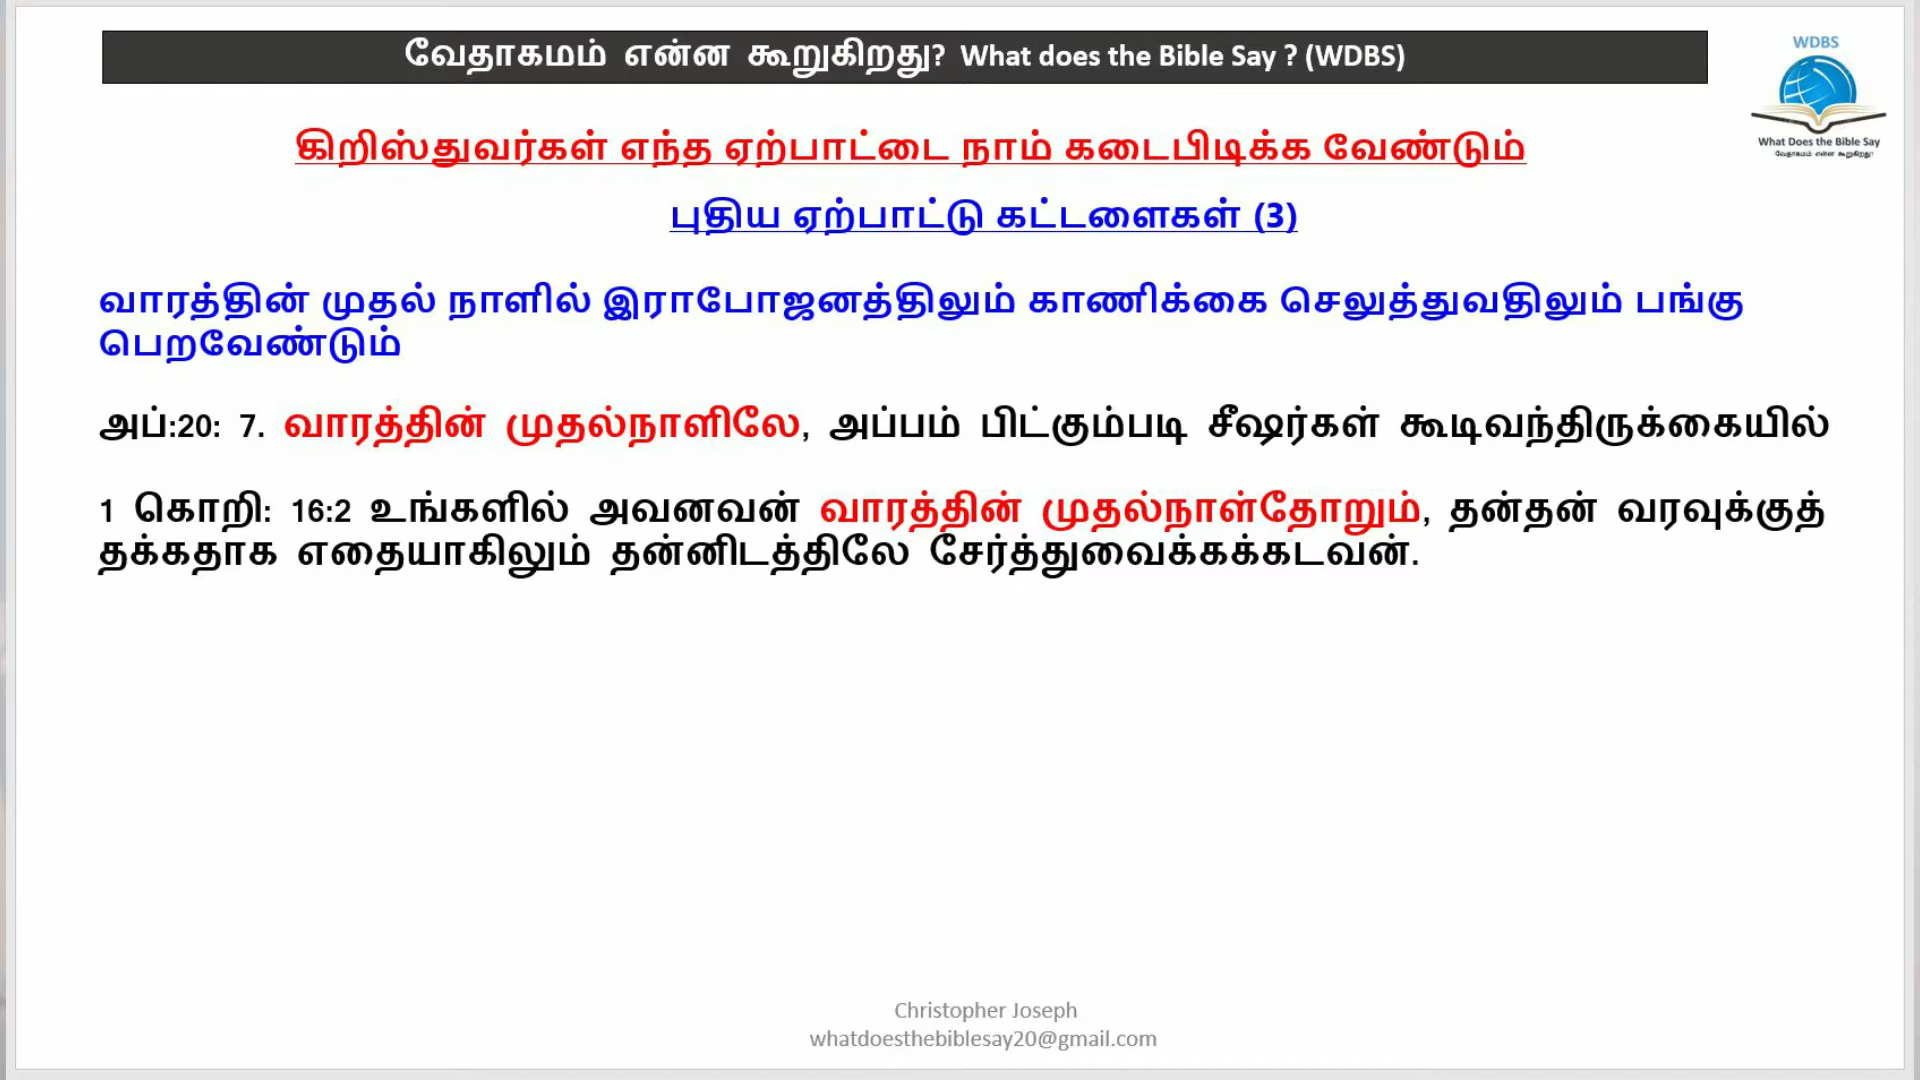 வேதாகமம் என்ன கூறுகிறது? What does the Bible Say ? (WDBS)
WDBS
What Does the Bible Say
வேதாகமம் என்ன கூறுகிறது?
கிறிஸ்துவர்கள் எந்த ஏற்பாட்டை நாம் கடைபிடிக்க வேண்டும்
புதிய ஏற்பாட்டு கட்டளைகள் (3)
வாரத்தின் முதல் நாளில் இராபோஜனத்திலும் காணிக்கை செலுத்துவதிலும் பங்கு
பெறவேண்டும்
அப்:20: 7. வாரத்தின் முதல்நாளிலே, அப்பம் பிட்கும்படி சீஷர்கள் கூடிவந்திருக்கையில்
1 கொறி: 16:2 உங்களில் அவனவன் வாரத்தின் முதல்நாள்தோறும், தன்தன் வரவுக்குத்
தக்கதாக எதையாகிலும் தன்னிடத்திலே சேர்த்துவைக்கக்கடவன்.
Christopher Joseph
whatdoesthebiblesay20@gmail.com